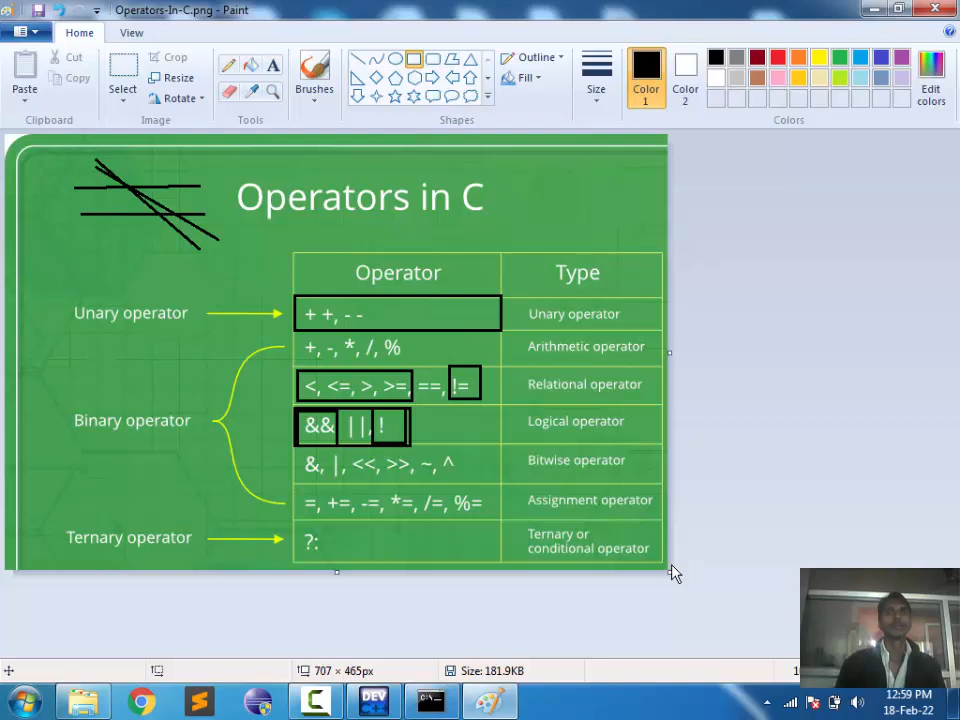 Operators-In-C.png - Paint
Home View
Cut
Copy
Paste
Clipboard
Crop
Resize
Rotate
Select
Image
A
Tools
Brushes
Outline
Fill
Shapes
Size
Color 1
Color 2
Edit colors
Colors
Operators in C
Operator Type
Unary operator + +, - - Unary operator
+, -, *, /, % Arithmetic operator
<, <=, >, >=, ==, != Relational operator
Binary operator && ||, ! Logical operator
&, |, <<, >>, ~, ^ Bitwise operator
=, +=, -=, *=, /=, %= Assignment operator
Ternary operator ?: Ternary or
conditional operator
707 × 465px Size: 181.9KB
DEV
12:59 PM
18-Feb-22